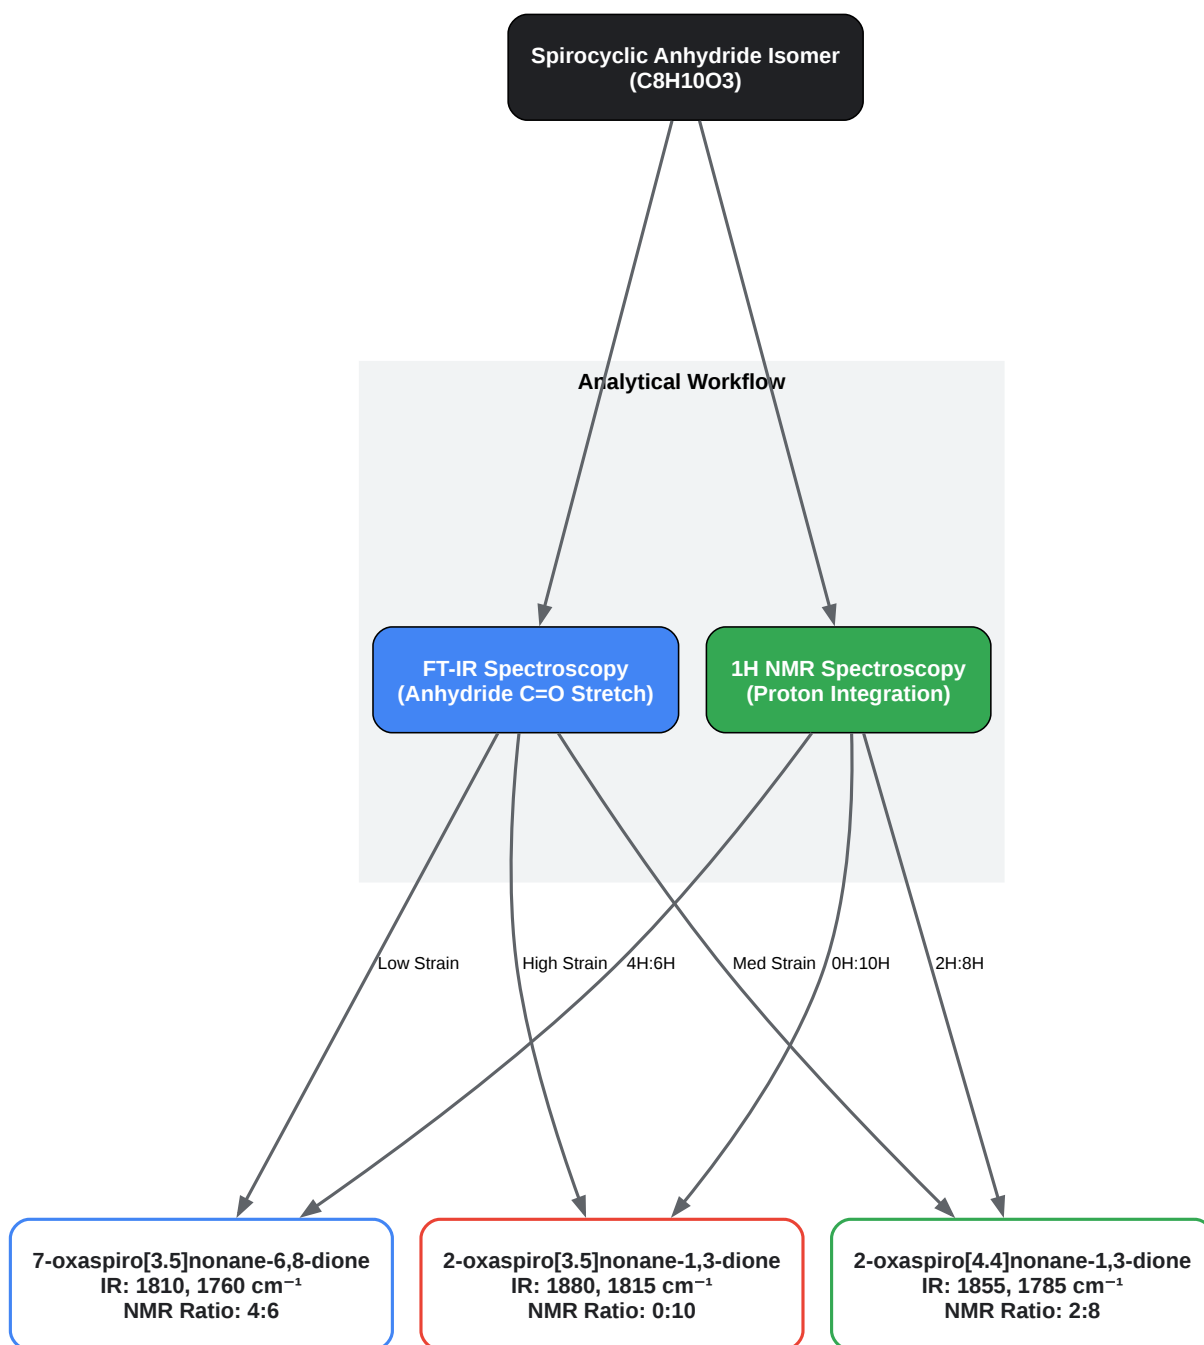 Spirocyclic Anhydride Isomer
(C8H10O3)
Analytical Workflow
FT-IR Spectroscopy
(Anhydride C=O Stretch)
1H NMR Spectroscopy
(Proton Integration)
Low Strain
High Strain
4H:6H
Med Strain
0H:10H
2H:8H
7-oxaspiro[3.5]nonane-6,8-dione
IR: 1810, 1760 cm⁻¹
NMR Ratio: 4:6
2-oxaspiro[3.5]nonane-1,3-dione
IR: 1880, 1815 cm⁻¹
NMR Ratio: 0:10
2-oxaspiro[4.4]nonane-1,3-dione
IR: 1855, 1785 cm⁻¹
NMR Ratio: 2:8